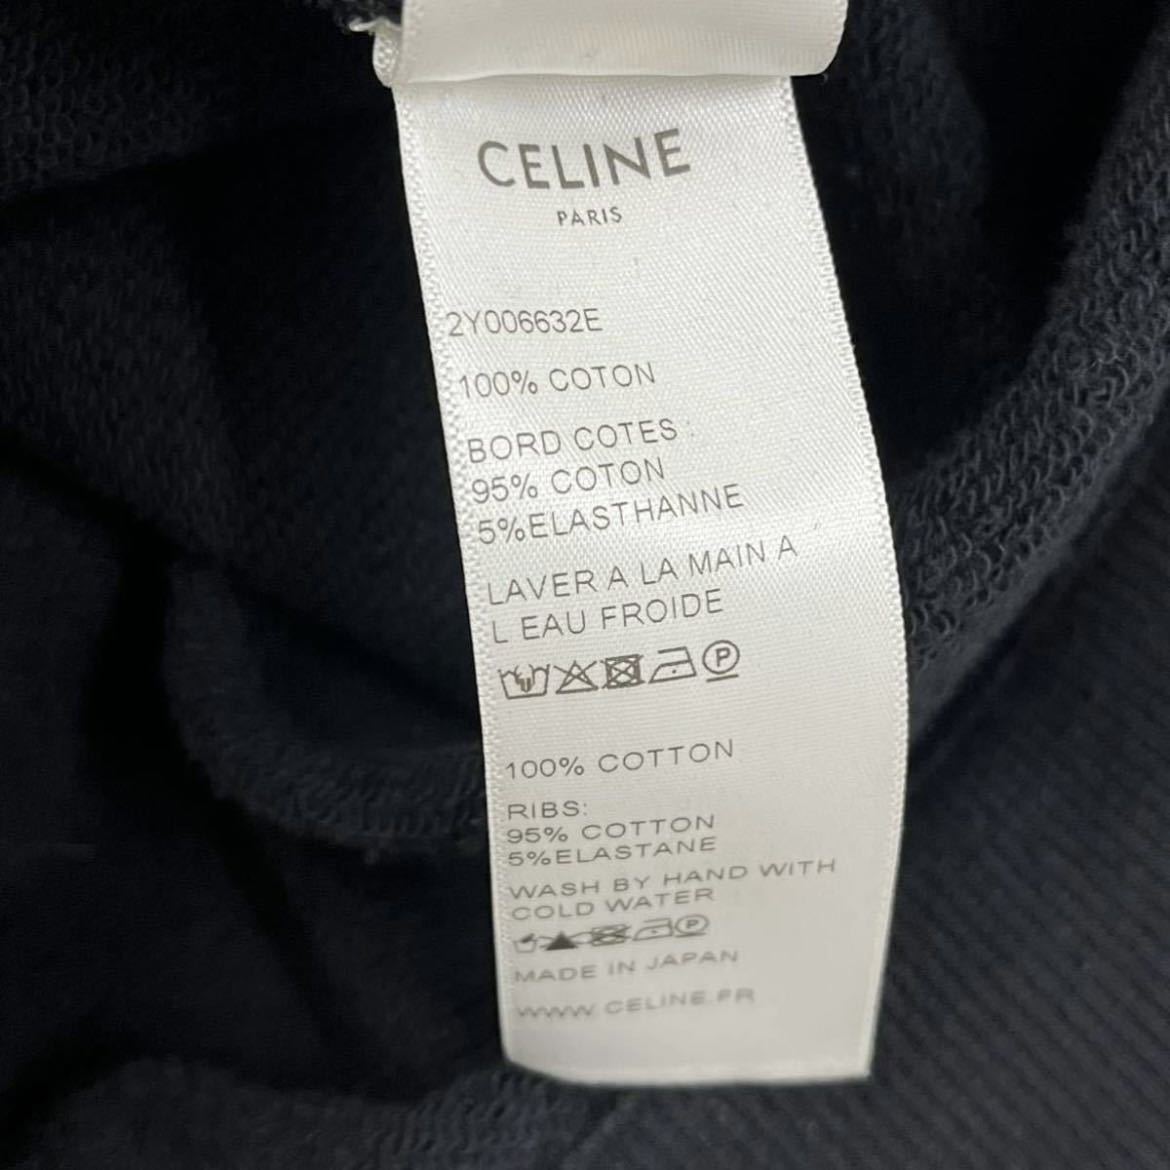 CELINE
PARIS
2Y006632E
100% COTON
BORD COTES :
95% COTON
5%ELASTHANNE
LAVER A LA MAIN A
L EAU FROIDE
P
100% COTTON
RIBS:
95% COTTON
5%ELASTANE
WASH BY HAND WITH
COLD WATER
P
MADE IN JAPAN
WWW.CELINE.FR